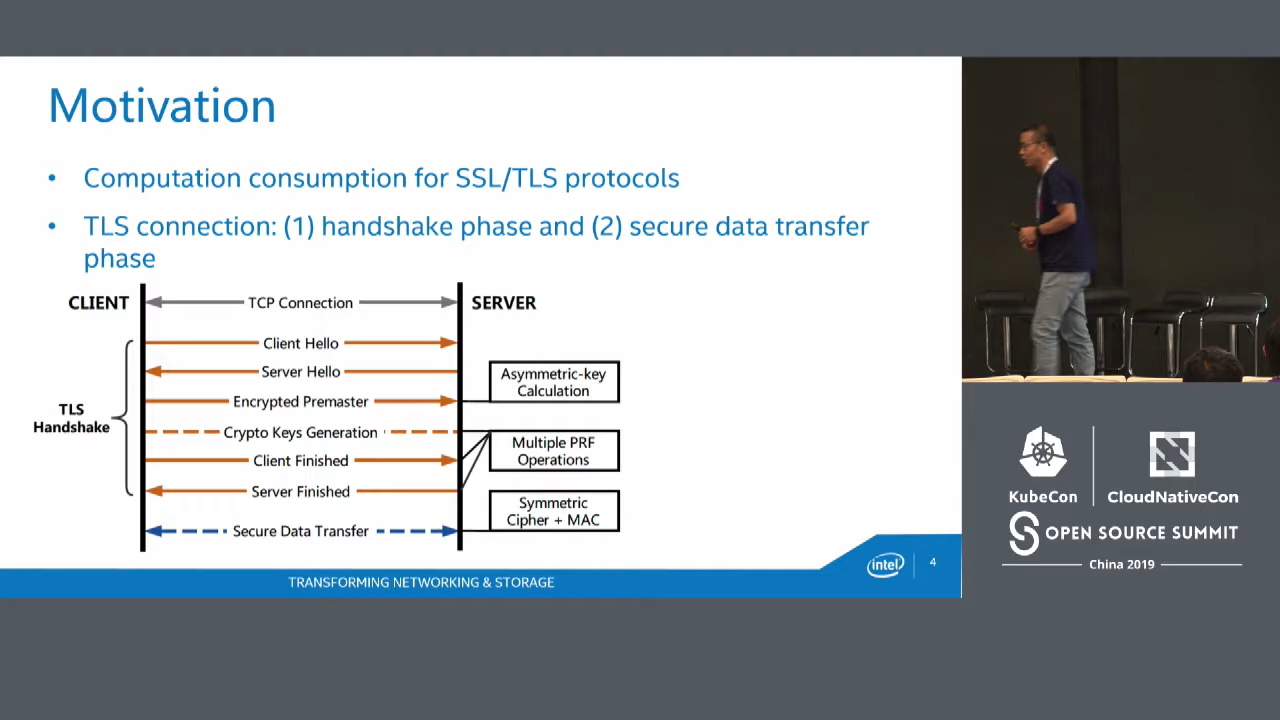 Motivation
• Computation consumption for SSL/TLS protocols
• TLS connection: (1) handshake phase and (2) secure data transfer
phase
CLIENT
TCP Connection
SERVER
Client Hello
Server Hello
Encrypted Premaster
Crypto Keys Generation
Client Finished
Server Finished
Secure Data Transfer
TLS
Handshake
Asymmetric-key
Calculation
Multiple PRF
Operations
Symmetric
Cipher + MAC
TRANSFORMING NETWORKING & STORAGE
intel
4
KubeCon
CloudNativeCon
OPEN SOURCE SUMMIT
China 2019